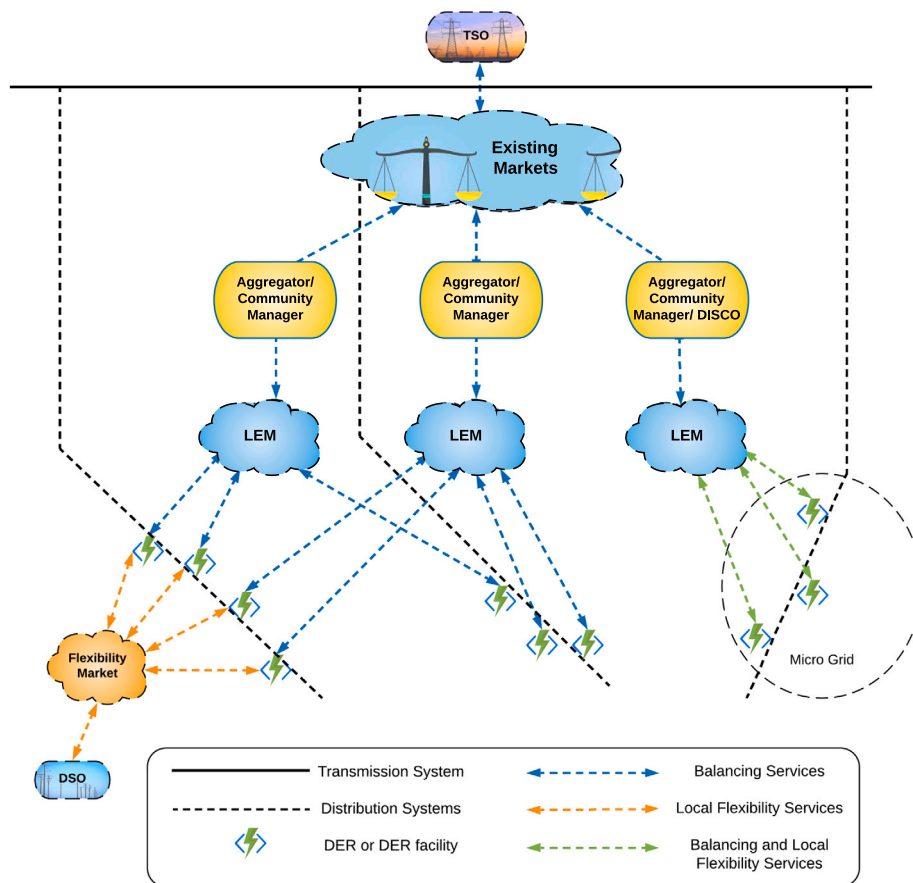 TSO
Existing
Markets
Aggregator/
Community
Manager
Aggregator/
Community
Manager
Aggregator/
Community
Manager/ DISCO
LEM
LEM
LEM
Flexibility
Market
Micro Grid
DSO
Transmission System
Balancing Services
Distribution Systems
Local Flexibility Services
DER or DER facility
Balancing and Local
Flexibility Services